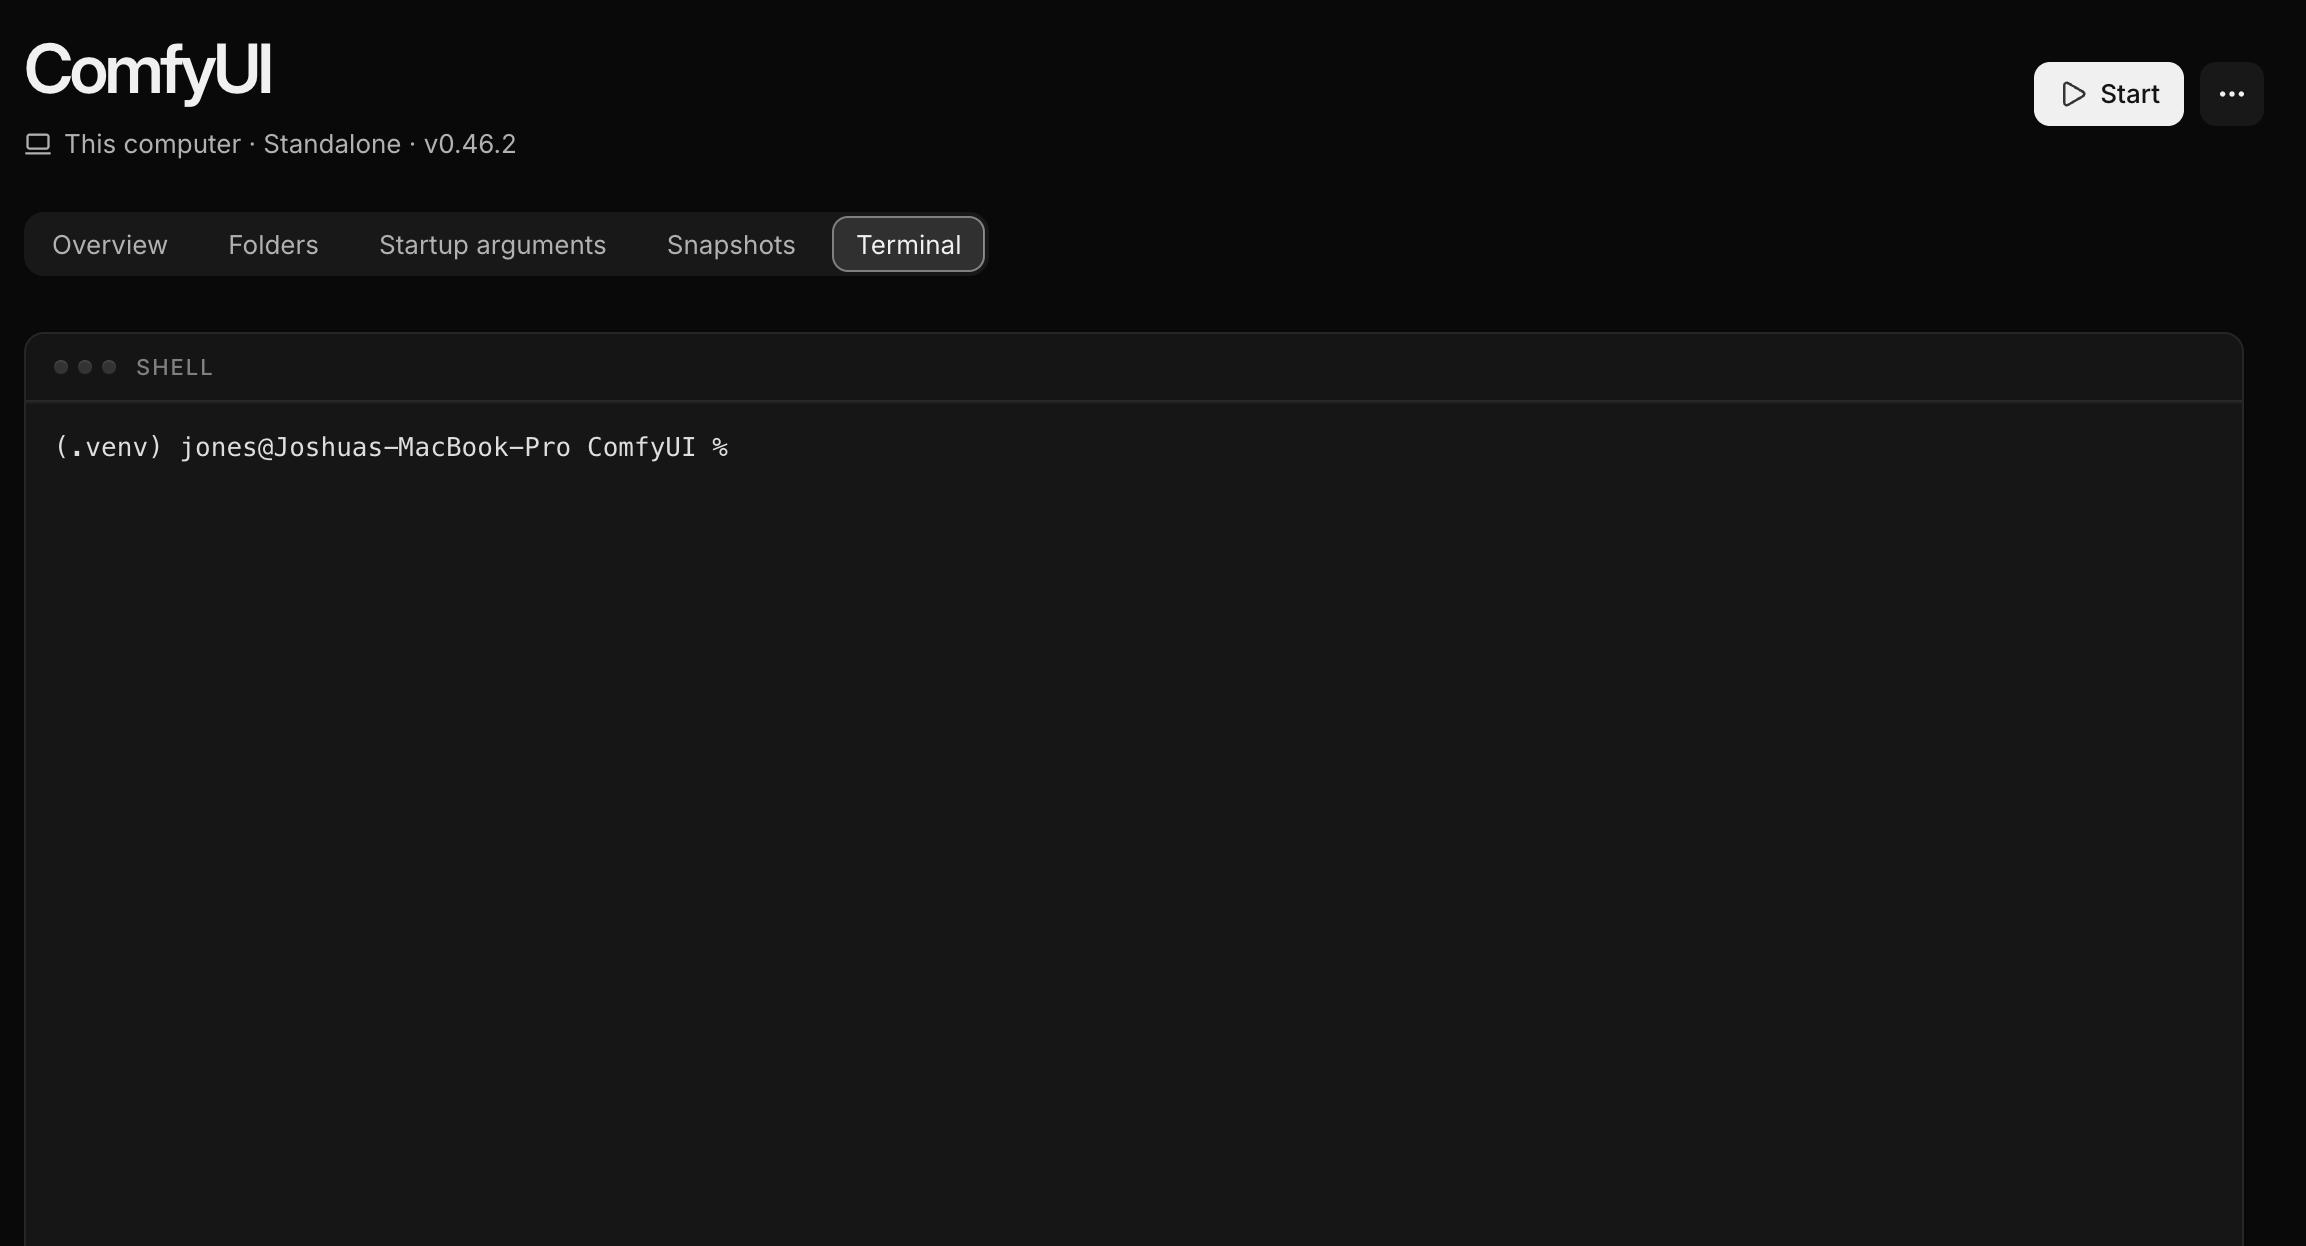 ComfyUI
This computer · Standalone · v0.46.2
Start
Overview Folders Startup arguments Snapshots Terminal
SHELL
(.venv) jones@Joshuas-MacBook-Pro ComfyUI %